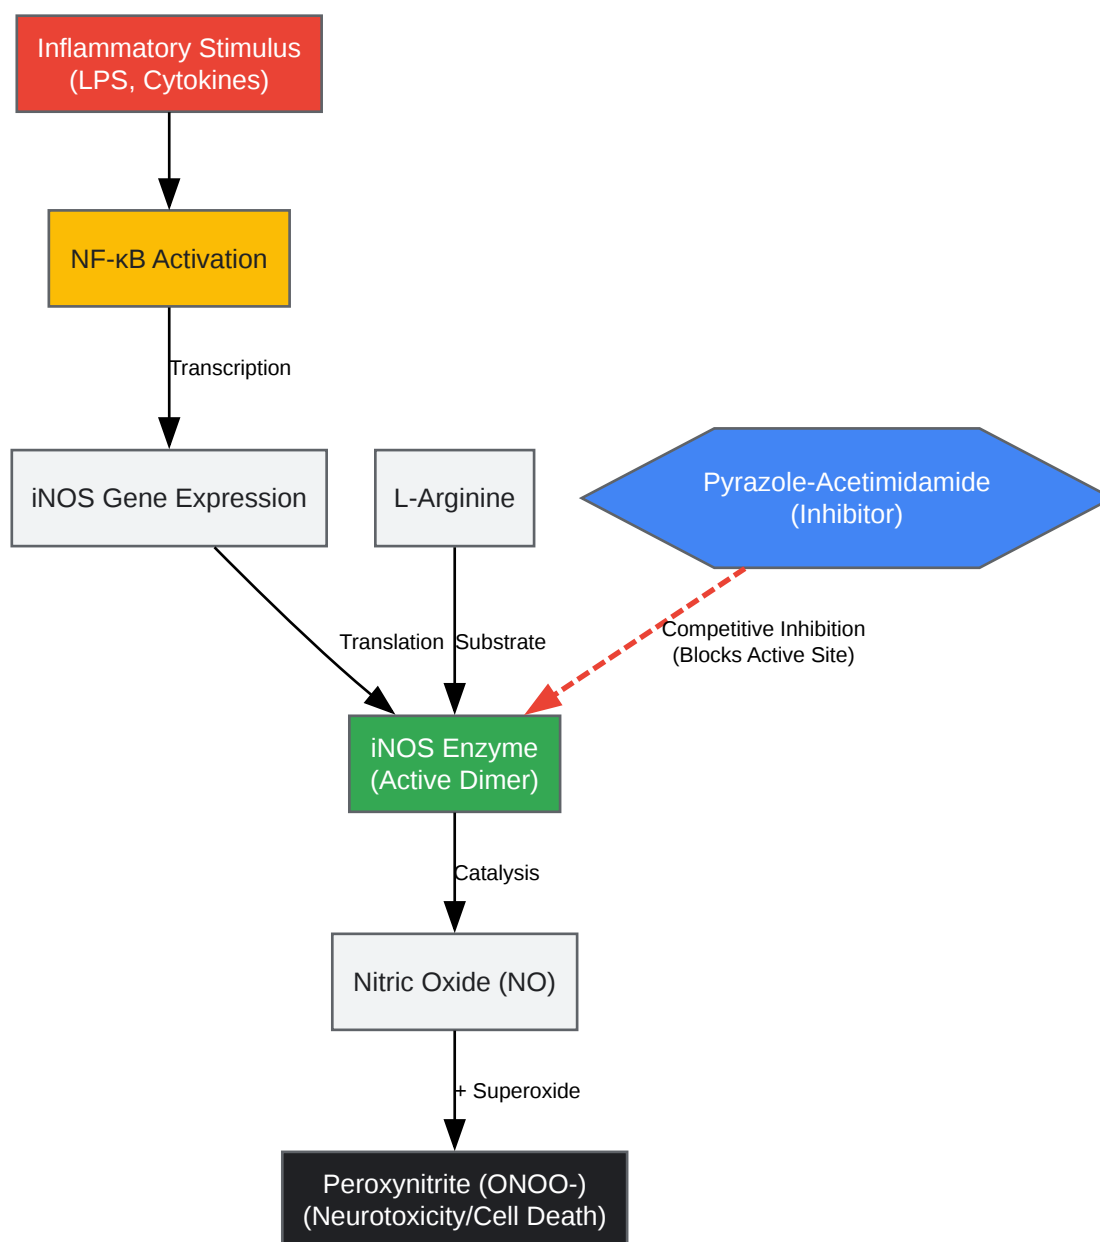 Inflammatory Stimulus
(LPS, Cytokines)
NF-κB Activation
Transcription
iNOS Gene Expression
L-Arginine
Pyrazole-Acetimidamide
(Inhibitor)
Translation
Substrate
Competitive Inhibition
(Blocks Active Site)
iNOS Enzyme
(Active Dimer)
Catalysis
Nitric Oxide (NO)
+ Superoxide
Peroxynitrite (ONOO-)
(Neurotoxicity/Cell Death)